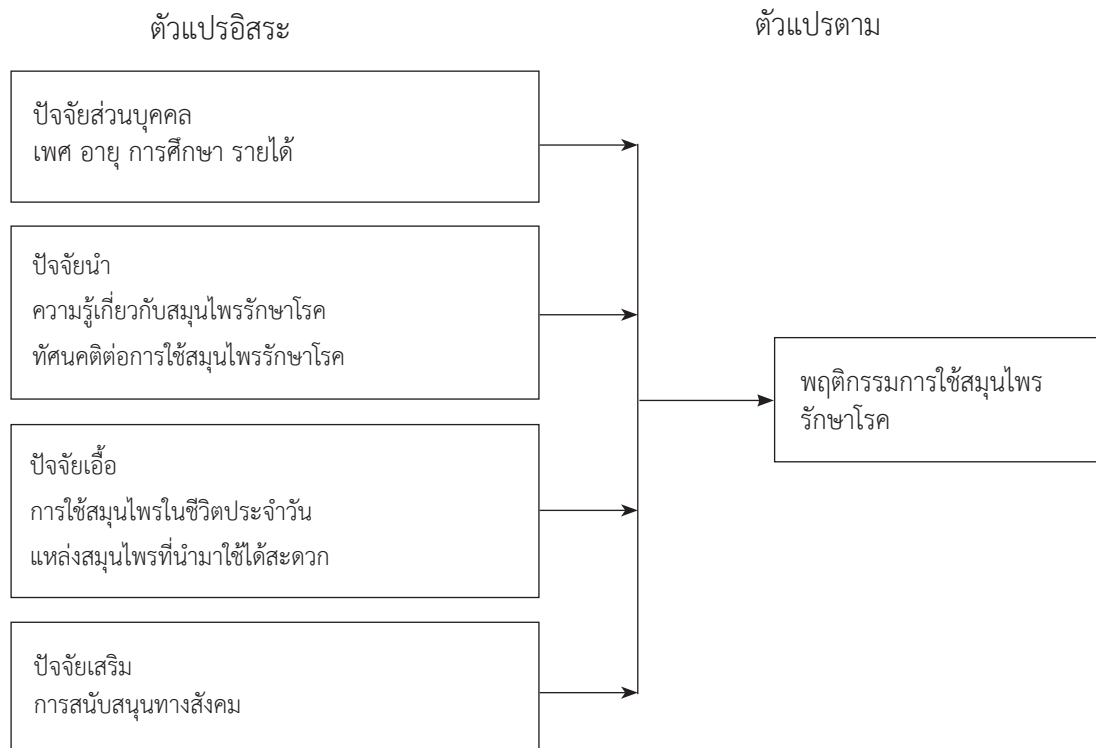 ตัวแปรอิสระ
ตัวแปรตาม
ปัจจัยส่วนบุคคล
เพศ อายุ การศึกษา รายได้
ปัจจัยนำ
ความรู้เกี่ยวกับสมุนไพรรักษาโรค
ทัศนคติต่อการใช้สมุนไพรรักษาโรค
ปัจจัยเอื้อ
การใช้สมุนไพรในชีวิตประจำวัน
แหล่งสมุนไพรที่นำมาใช้ได้สะดวก
ปัจจัยเสริม
การสนับสนุนทางสังคม
พฤติกรรมการใช้สมุนไพร
รักษาโรค